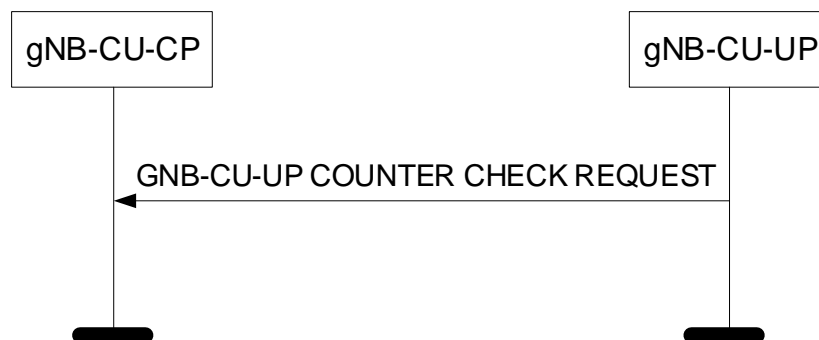 gNB-CU-CP
gNB-CU-UP
GNB-CU-UP COUNTER CHECK REQUEST